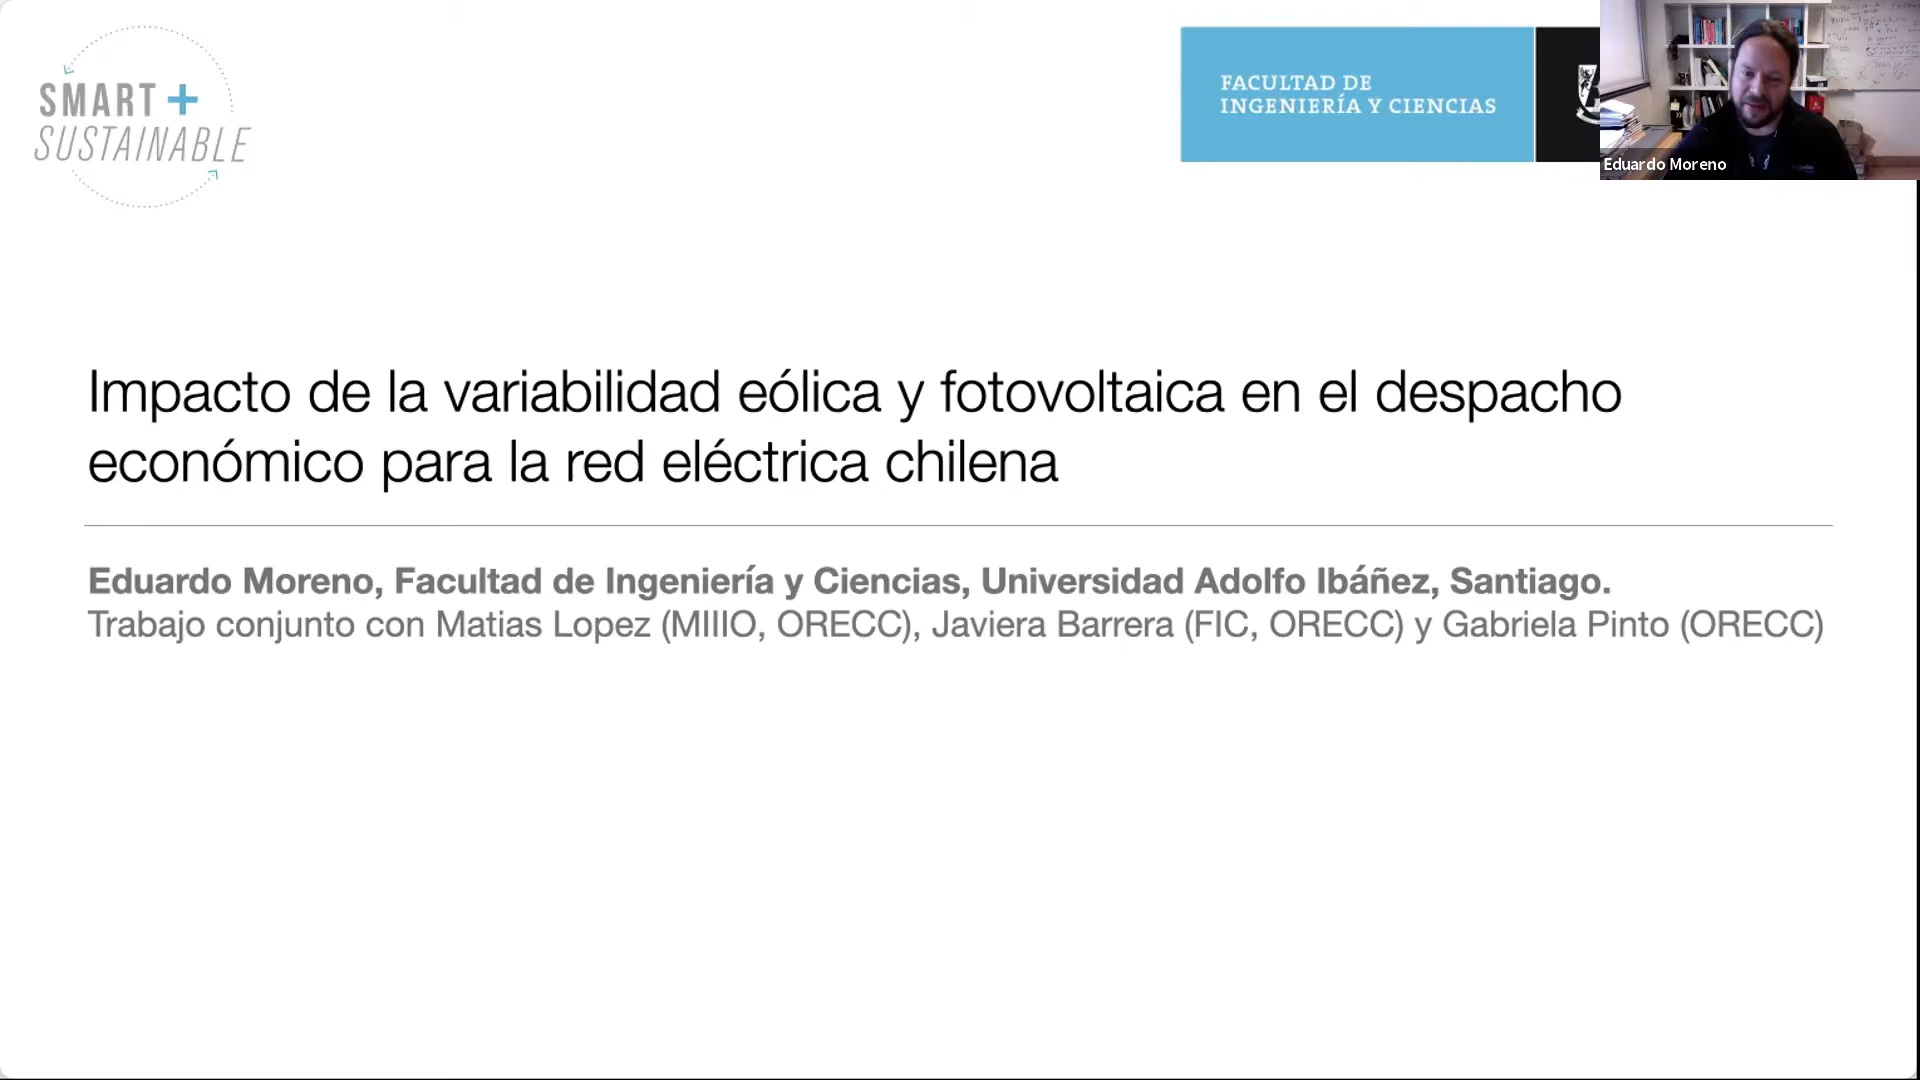 SMART +
SUSTAINABLE
FACULTAD DE
INGENIERÍA Y CIENCIAS
Eduardo Moreno
Impacto de la variabilidad eólica y fotovoltaica en el despacho
económico para la red eléctrica chilena
Eduardo Moreno, Facultad de Ingeniería y Ciencias, Universidad Adolfo Ibáñez, Santiago.
Trabajo conjunto con Matias Lopez (MIIIO, ORECC), Javiera Barrera (FIC, ORECC) y Gabriela Pinto (ORECC)